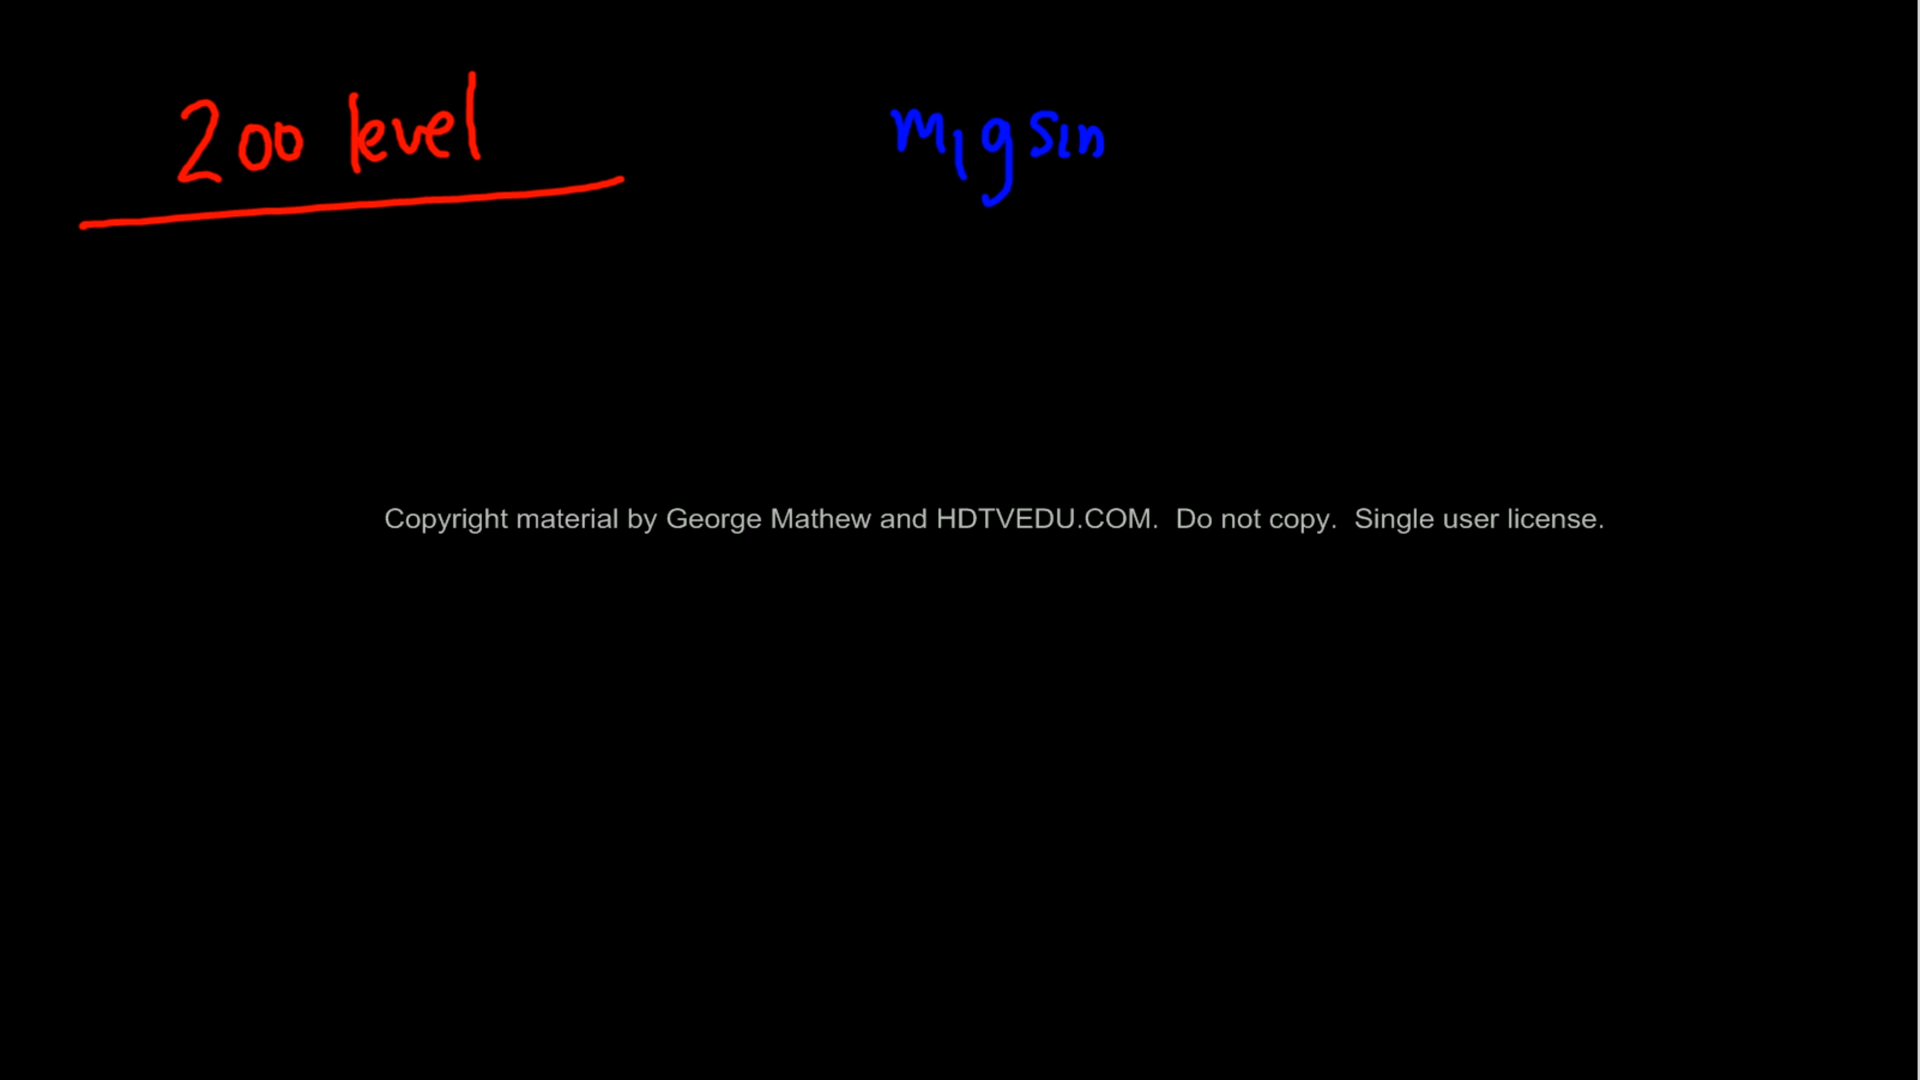 200 level
m₁g sin
Copyright material by George Mathew and HDTVEDU.COM.  Do not copy.  Single user license.